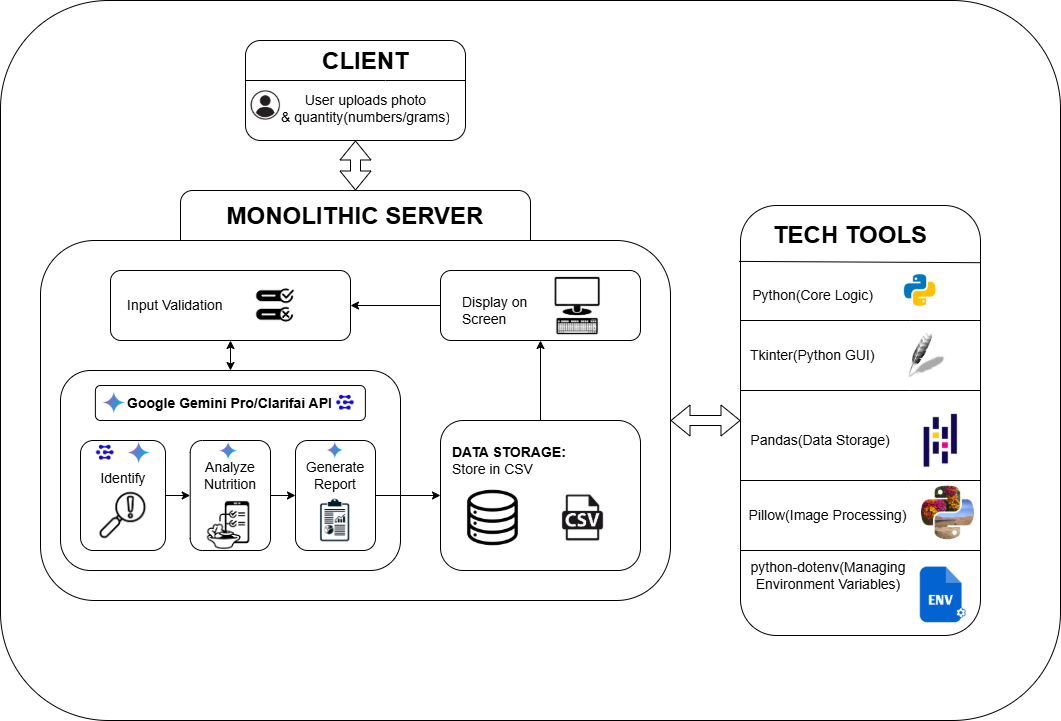 CLIENT
User uploads photo
& quantity(numbers/grams)
MONOLITHIC SERVER
Input Validation
Display on
Screen
Google Gemini Pro/Clarifai API
Identify
Analyze
Nutrition
Generate
Report
DATA STORAGE:
Store in CSV
CSV
TECH TOOLS
Python(Core Logic)
Tkinter(Python GUI)
Pandas(Data Storage)
Pillow(Image Processing)
python-dotenv(Managing
Environment Variables)
ENV